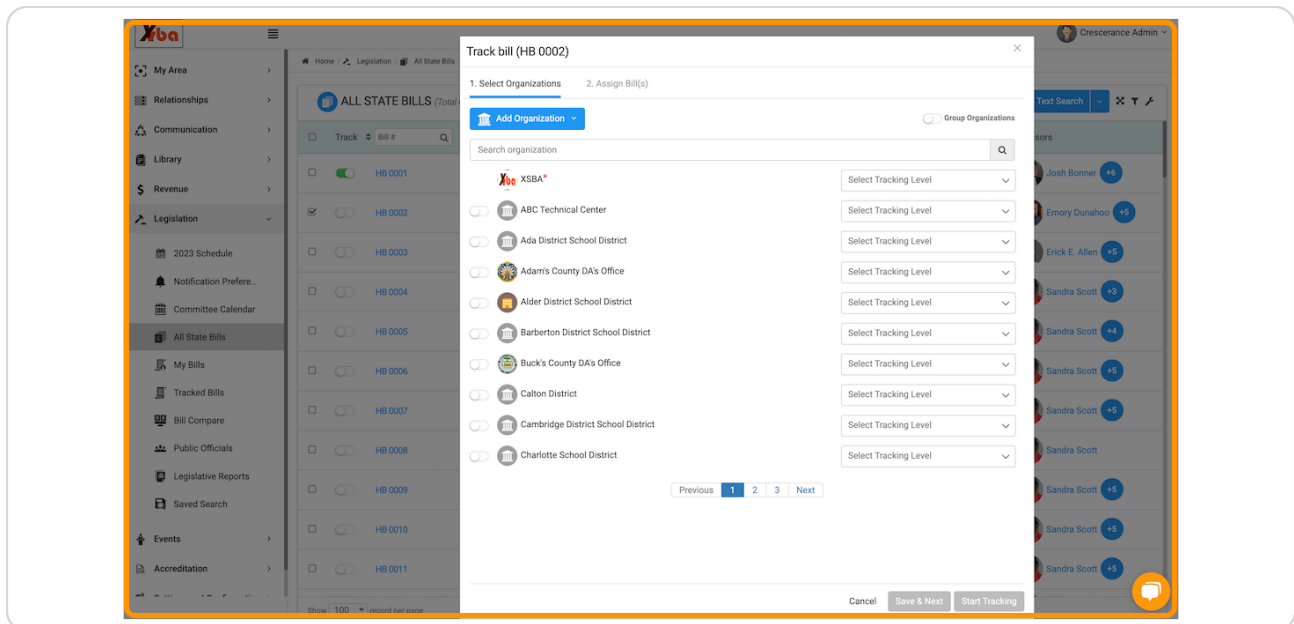 Xsba
Crescerance Admin
My Area
Relationships
Communication
Library
Revenue
Legislation
2023 Schedule
Notification Prefere...
Committee Calendar
All State Bills
My Bills
Tracked Bills
Bill Compare
Public Officials
Legislative Reports
Saved Search
Events
Accreditation
Home / Legislation / All State Bills
ALL STATE BILLS (Total
Text Search
Track Bill #
sors
HB 0001 Josh Bonner +6
HB 0002 Emory Dunahoo +5
HB 0003 Erick E. Allen +5
HB 0004 Sandra Scott +3
HB 0005 Sandra Scott +4
HB 0006 Sandra Scott +5
HB 0007 Sandra Scott +5
HB 0008 Sandra Scott
HB 0009 Sandra Scott +5
HB 0010 Sandra Scott +5
HB 0011 Sandra Scott +5
Show 100 record per page
Track bill (HB 0002)
1. Select Organizations 2. Assign Bill(s)
Add Organization
Group Organizations
Search organization
Xsba XSBA* Select Tracking Level
ABC Technical Center Select Tracking Level
Ada District School District Select Tracking Level
Adam's County DA's Office Select Tracking Level
Alder District School District Select Tracking Level
Barberton District School District Select Tracking Level
Buck's County DA's Office Select Tracking Level
Calton District Select Tracking Level
Cambridge District School District Select Tracking Level
Charlotte School District Select Tracking Level
Previous 1 2 3 Next
Cancel Save & Next Start Tracking